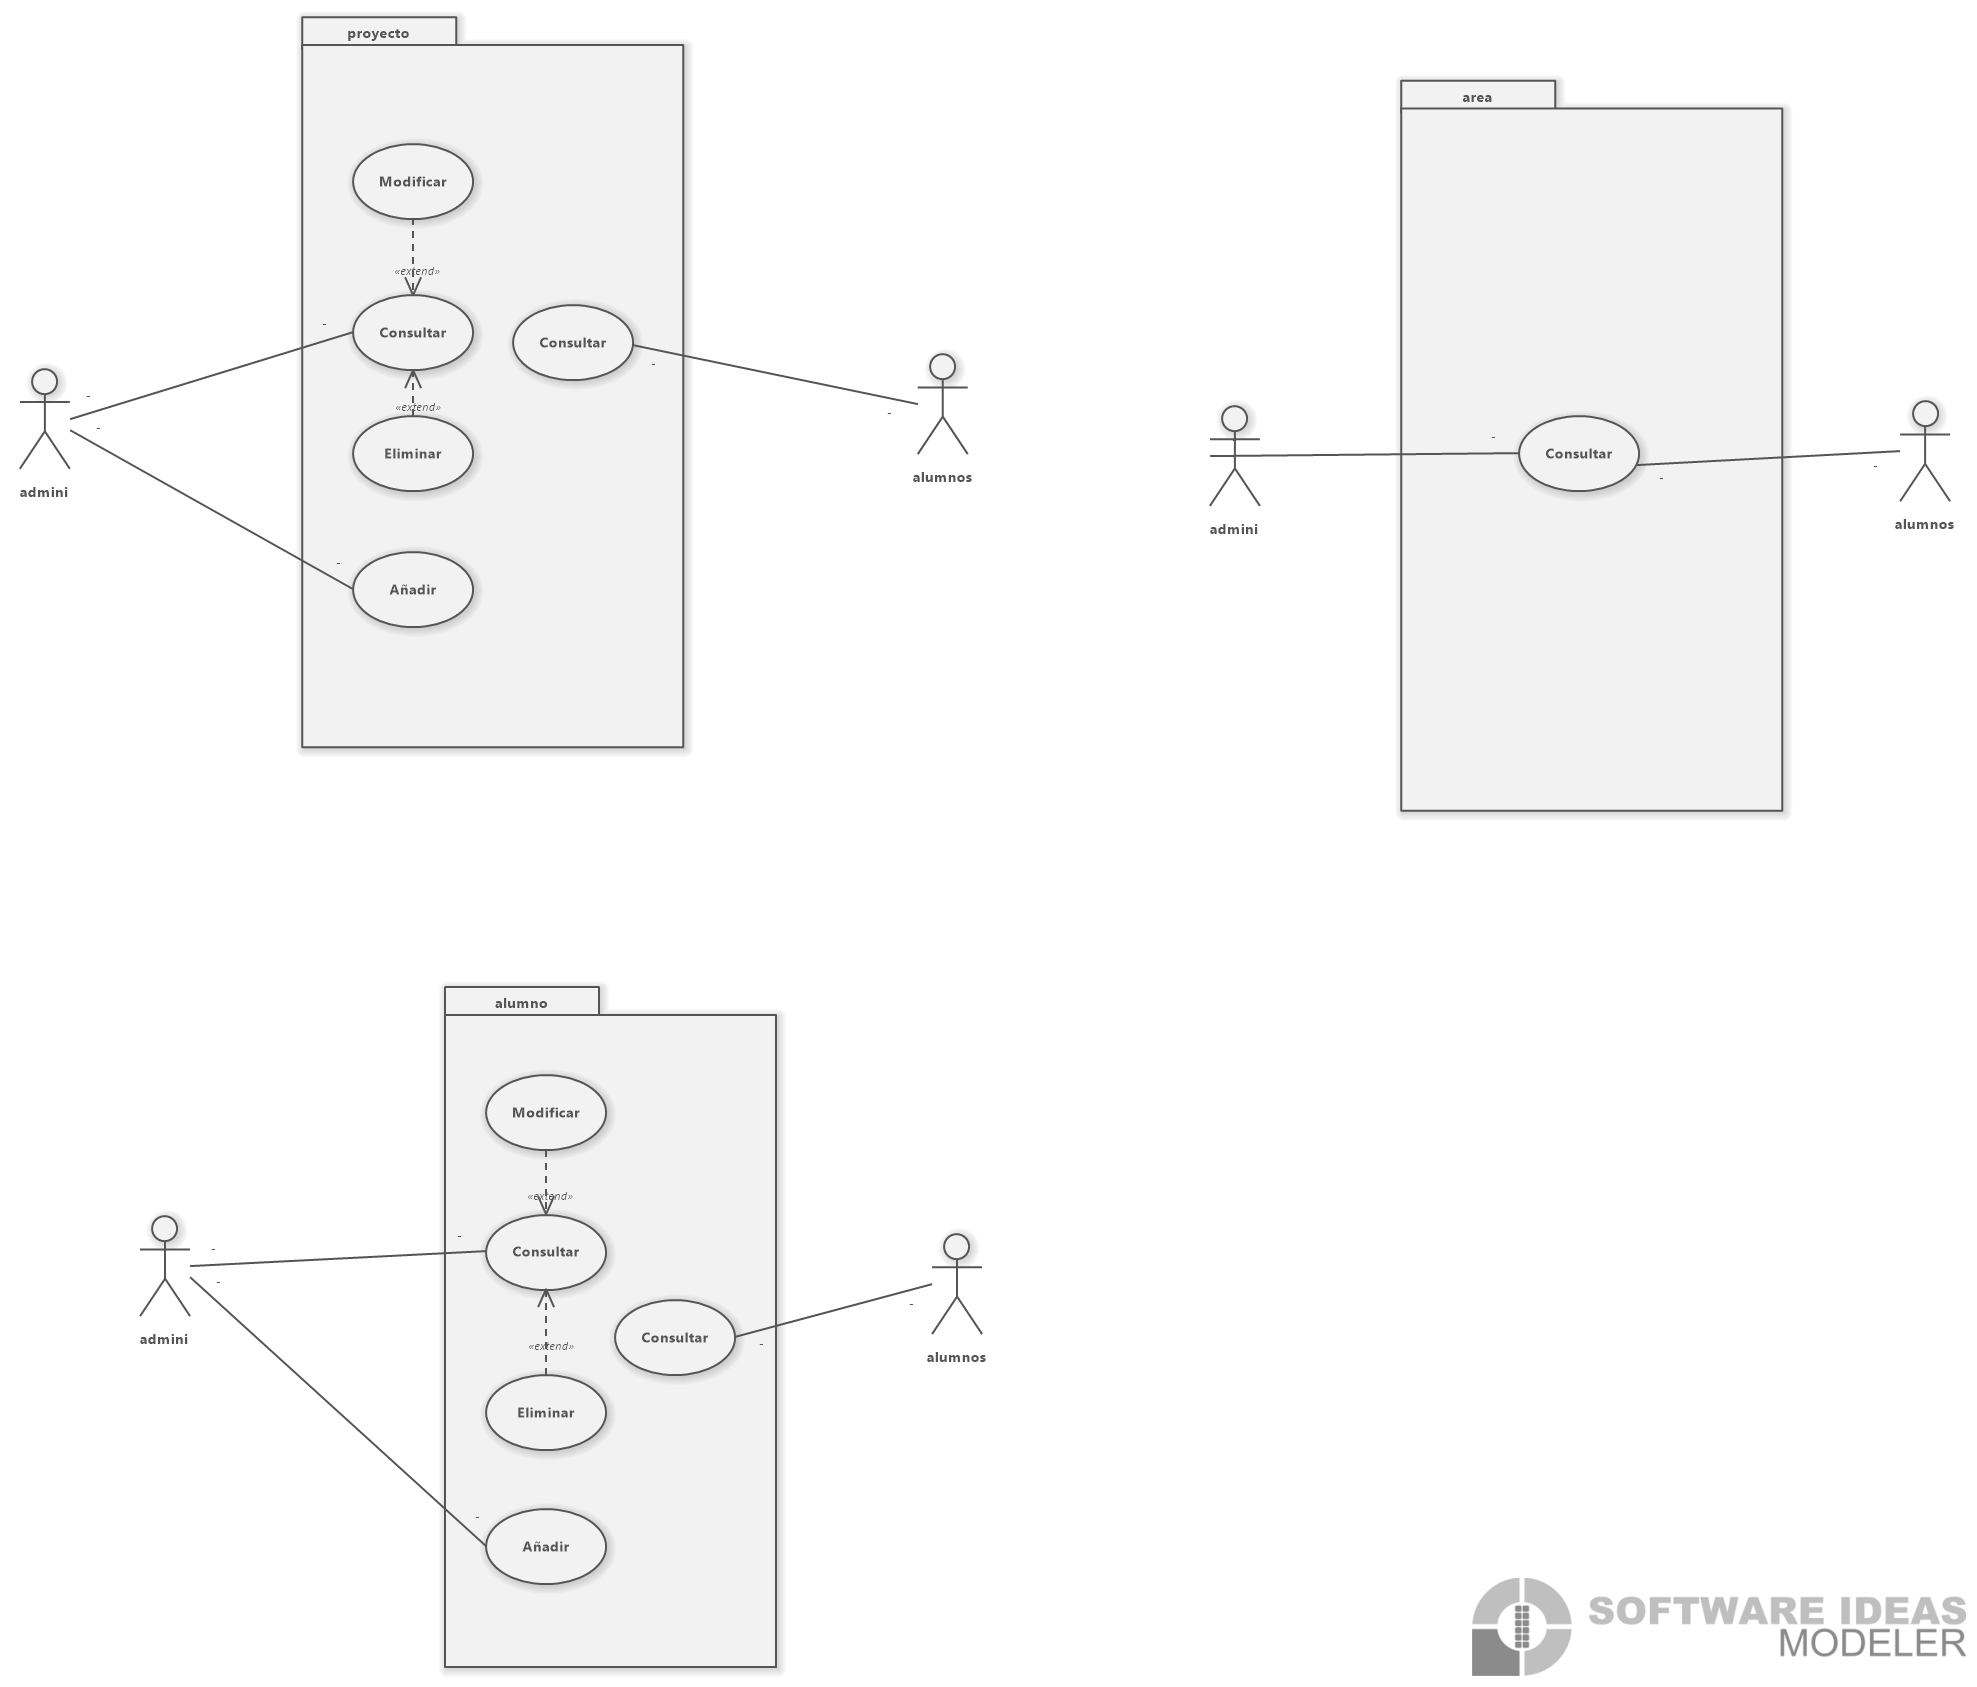 proyecto
Modificar
«extend»
Consultar
Consultar
«extend»
Eliminar
Añadir
admini
alumnos
area
Consultar
admini
alumnos
alumno
Modificar
«extend»
Consultar
Consultar
«extend»
Eliminar
Añadir
admini
alumnos
SOFTWARE IDEAS
MODELER